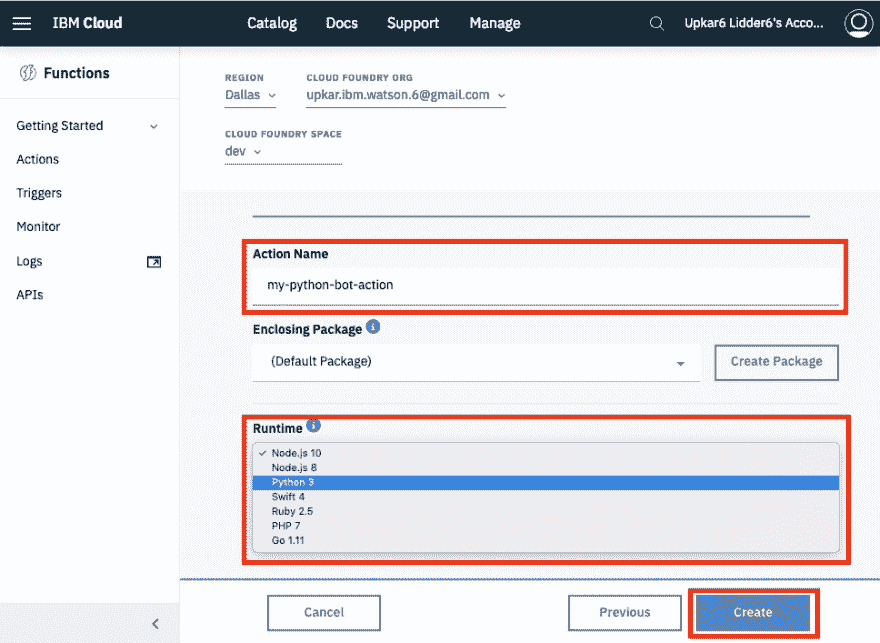 IBM Cloud
Catalog
Docs
Support
Manage
Upkar6 Lidder6's Acco...
Functions
Getting Started
Actions
Triggers
Monitor
Logs
APIs
REGION
CLOUD FOUNDRY ORG
Dallas
upkar.ibm.watson.6@gmail.com
CLOUD FOUNDRY SPACE
dev
Action Name
my-python-bot-action
Enclosing Package
(Default Package)
Create Package
Runtime
Node.js 10
Node.js 8
Python 3
Swift 4
Ruby 2.5
PHP 7
Go 1.11
Cancel
Previous
Create